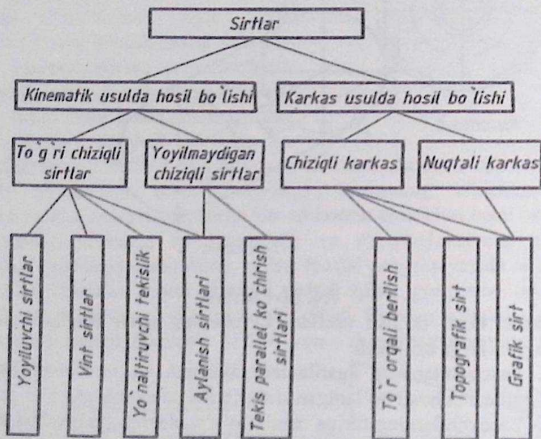 Sirtlar
Kinematik usulda hosil bo`lishi
Karkas usulda hosil bo`lishi
To`g`ri chiziqli
sirtlar
Yoyilmaydigan
chiziqli sirtlar
Chiziqli karkas
Nuqtali karkas
Yoyiluvchi sirtlar
Vint sirtlar
Yo`naltiruvchi tekislik
Aylanish sirtlari
Tekis parallel ko`chirish
sirtlari
To`r orqali berilish
Topografik sirt
Grafik sirt